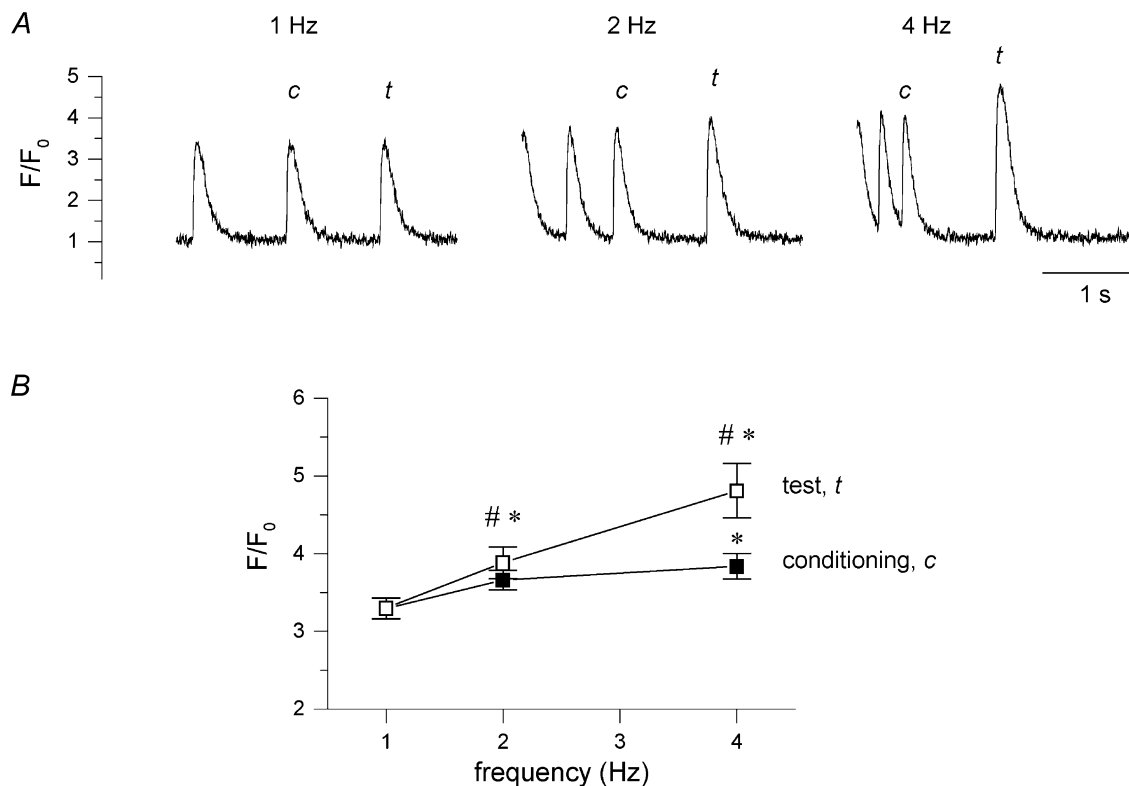 A
1 Hz
2 Hz
4 Hz
c
t
c
t
c
t
5
4
3
2
1
F/F0
1 s
B
6
5
4
3
2
F/F0
# *
# *
*
test, t
conditioning, c
1
2
3
4
frequency (Hz)